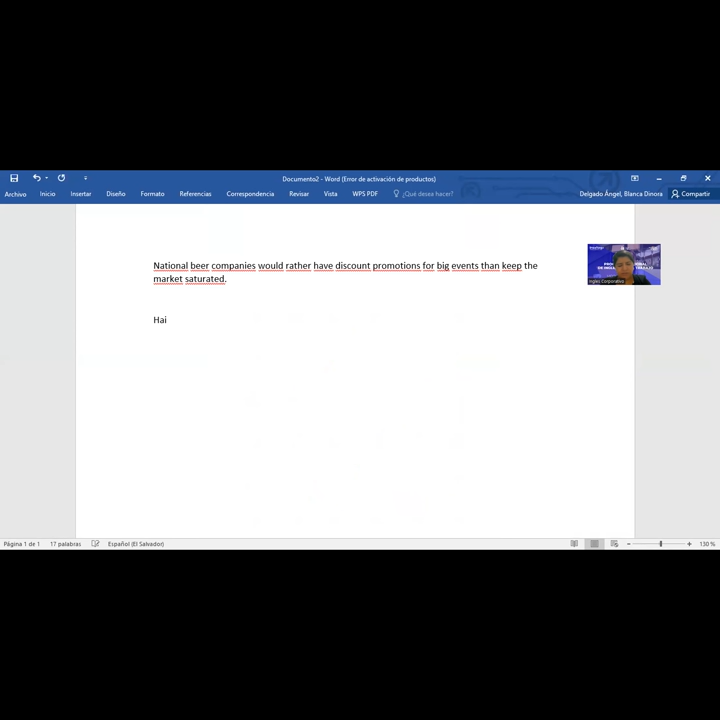 Documento2 - Word (Error de activación de productos)
Archivo Inicio Insertar Diseño Formato Referencias Correspondencia Revisar Vista WPS PDF ¿Qué desea hacer? Delgado Ángel, Blanca Dinora Compartir
National beer companies would rather have discount promotions for big events than keep the
market saturated.
Inglés Corporativo
Hai
Página 1 de 1 17 palabras Español (El Salvador) 130 %